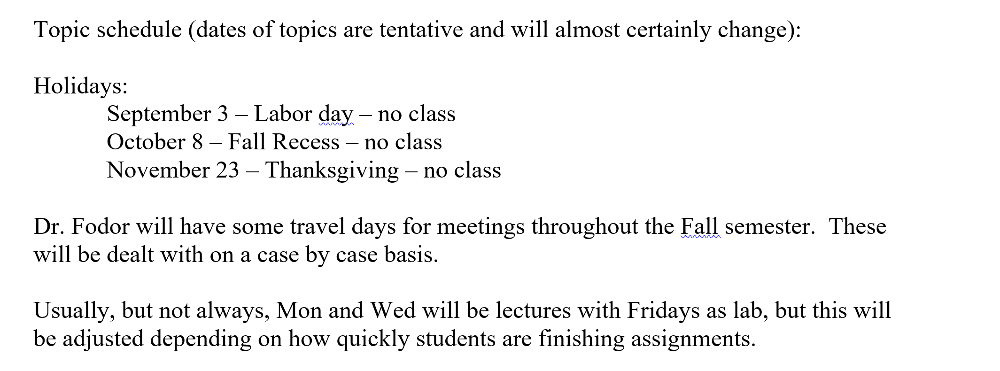 Topic schedule (dates of topics are tentative and will almost certainly change):
Holidays:
September 3 – Labor day – no class
October 8 – Fall Recess – no class
November 23 – Thanksgiving – no class
Dr. Fodor will have some travel days for meetings throughout the Fall semester.  These
will be dealt with on a case by case basis.
Usually, but not always, Mon and Wed will be lectures with Fridays as lab, but this will
be adjusted depending on how quickly students are finishing assignments.